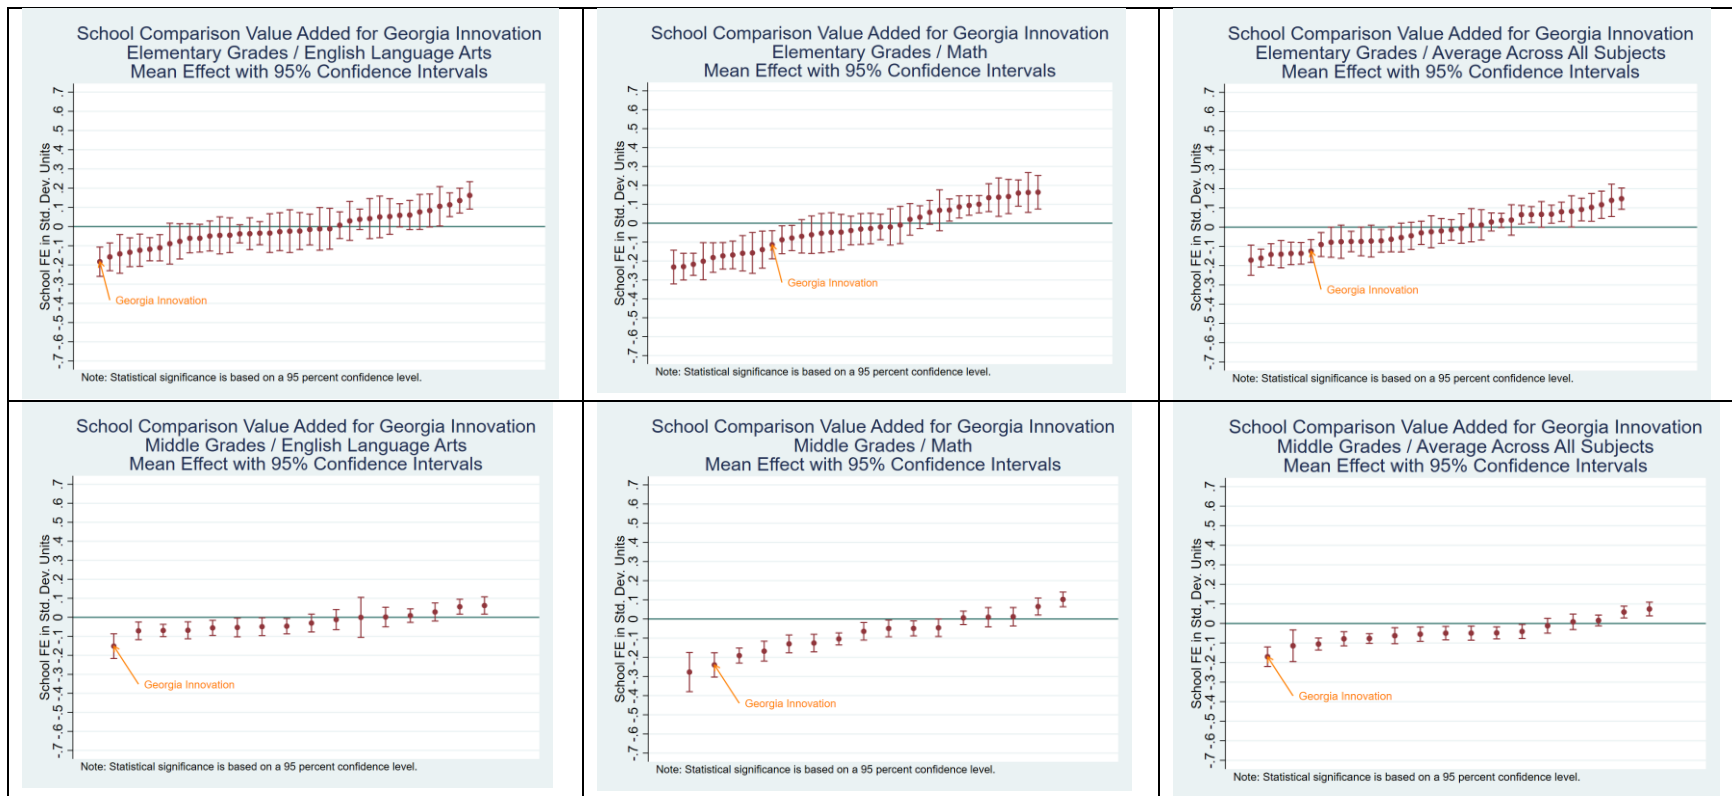 School Comparison Value Added for Georgia Innovation
Elementary Grades / English Language Arts
Mean Effect with 95% Confidence Intervals
School FE in Std. Dev. Units
.7
.6
.5
.4
.3
.2
.1
0
-.1
-.2
-.3
-.4
-.5
-.6
-.7
Georgia Innovation
Note: Statistical significance is based on a 95 percent confidence level.
School Comparison Value Added for Georgia Innovation
Elementary Grades / Math
Mean Effect with 95% Confidence Intervals
School FE in Std. Dev. Units
.7
.6
.5
.4
.3
.2
.1
0
-.1
-.2
-.3
-.4
-.5
-.6
-.7
Georgia Innovation
Note: Statistical significance is based on a 95 percent confidence level.
School Comparison Value Added for Georgia Innovation
Elementary Grades / Average Across All Subjects
Mean Effect with 95% Confidence Intervals
School FE in Std. Dev. Units
.7
.6
.5
.4
.3
.2
.1
0
-.1
-.2
-.3
-.4
-.5
-.6
-.7
Georgia Innovation
Note: Statistical significance is based on a 95 percent confidence level.
School Comparison Value Added for Georgia Innovation
Middle Grades / English Language Arts
Mean Effect with 95% Confidence Intervals
School FE in Std. Dev. Units
.7
.6
.5
.4
.3
.2
.1
0
-.1
-.2
-.3
-.4
-.5
-.6
-.7
Georgia Innovation
Note: Statistical significance is based on a 95 percent confidence level.
School Comparison Value Added for Georgia Innovation
Middle Grades / Math
Mean Effect with 95% Confidence Intervals
School FE in Std. Dev. Units
.7
.6
.5
.4
.3
.2
.1
0
-.1
-.2
-.3
-.4
-.5
-.6
-.7
Georgia Innovation
Note: Statistical significance is based on a 95 percent confidence level.
School Comparison Value Added for Georgia Innovation
Middle Grades / Average Across All Subjects
Mean Effect with 95% Confidence Intervals
School FE in Std. Dev. Units
.7
.6
.5
.4
.3
.2
.1
0
-.1
-.2
-.3
-.4
-.5
-.6
-.7
Georgia Innovation
Note: Statistical significance is based on a 95 percent confidence level.